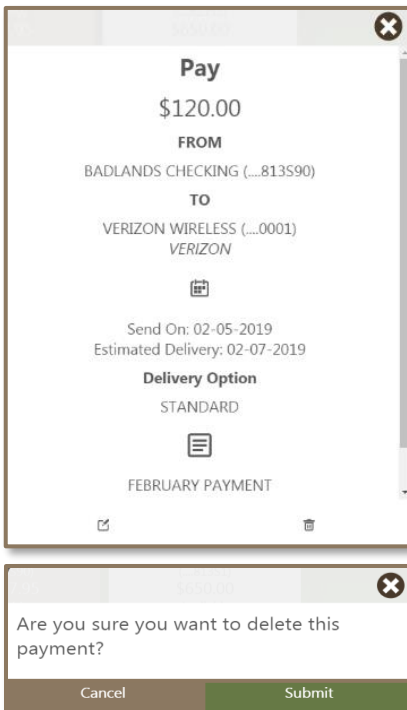 Pay
$120.00
FROM
BADLANDS CHECKING (....813S90)
TO
VERIZON WIRELESS (....0001)
VERIZON
Send On: 02-05-2019
Estimated Delivery: 02-07-2019
Delivery Option
STANDARD
FEBRUARY PAYMENT
Are you sure you want to delete this
payment?
Cancel Submit